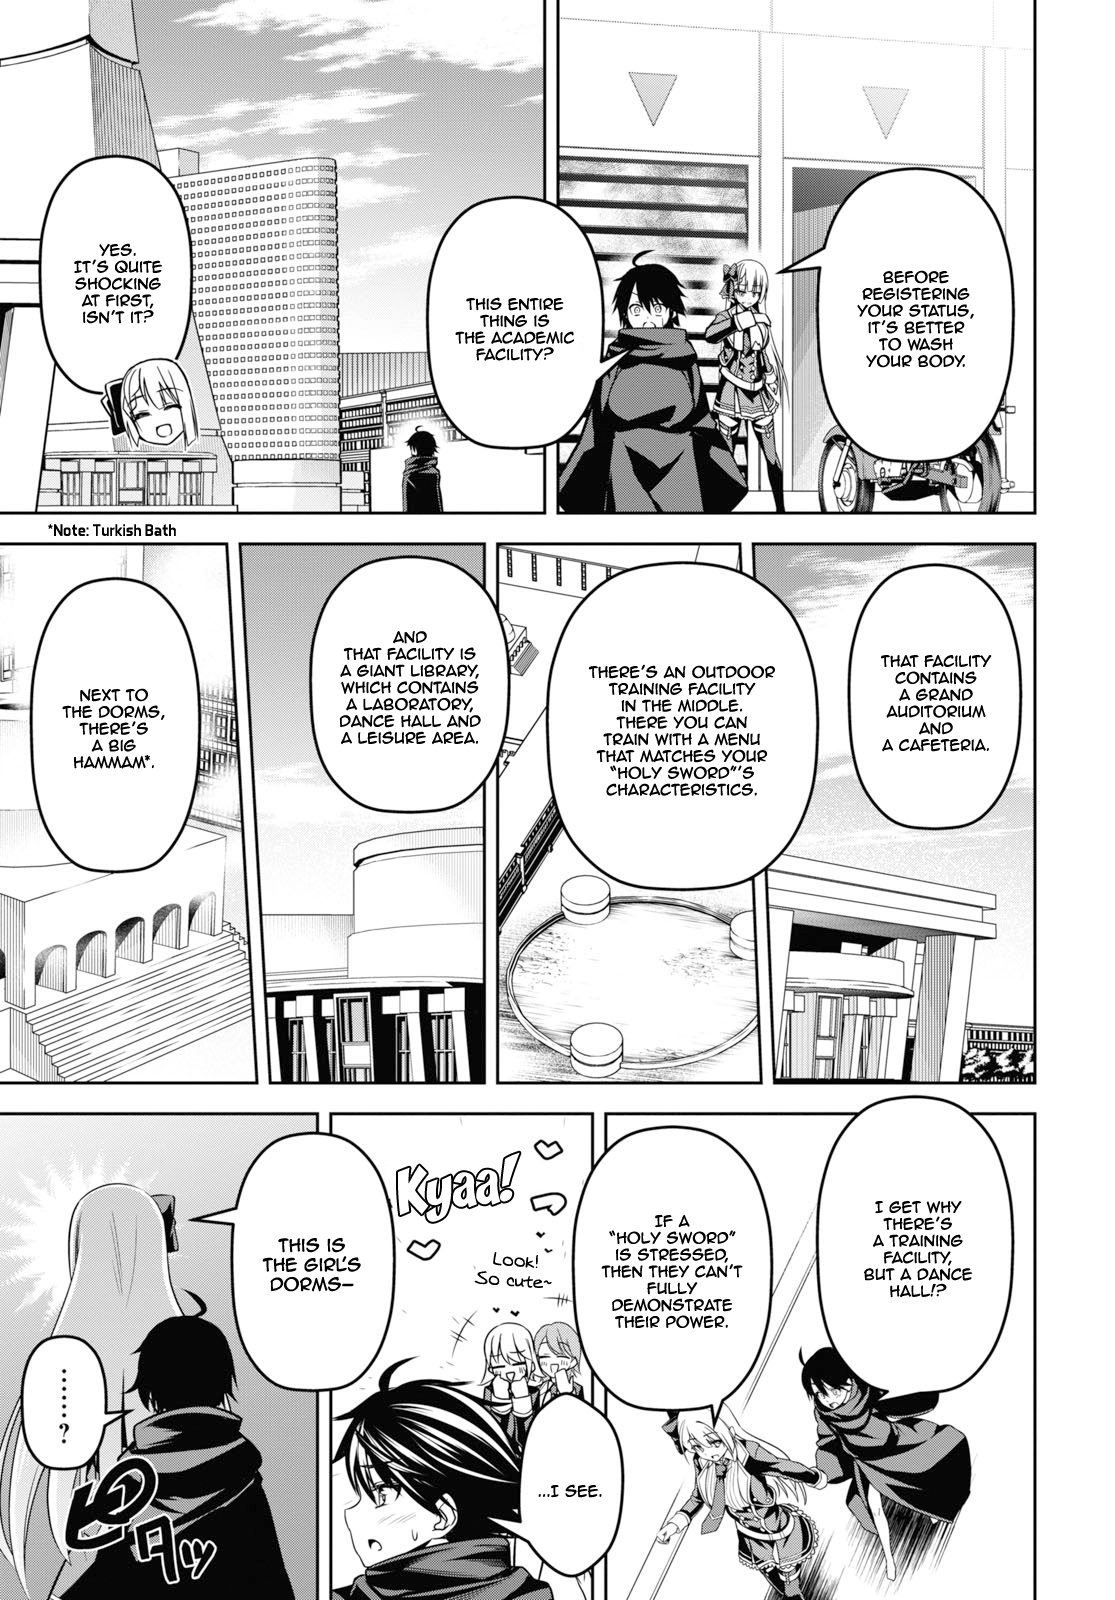 BEFORE
REGISTERING
YOUR STATUS,
IT'S BETTER
TO WASH
YOUR BODY.
THIS ENTIRE
THING IS
THE ACADEMIC
FACILITY?
YES.
IT'S QUITE
SHOCKING
AT FIRST,
ISN'T IT?
THAT FACILITY
CONTAINS
A GRAND
AUDITORIUM
AND
A CAFETERIA.
THERE'S AN OUTDOOR
TRAINING FACILITY
IN THE MIDDLE.
THERE YOU CAN
TRAIN WITH A MENU
THAT MATCHES YOUR
"HOLY SWORD"'S
CHARACTERISTICS.
AND
THAT FACILITY IS
A GIANT LIBRARY,
WHICH CONTAINS
A LABORATORY,
DANCE HALL AND
A LEISURE AREA.
*Note: Turkish Bath
NEXT TO
THE DORMS,
THERE'S
A BIG
HAMMAM*.
I GET WHY
THERE'S
A TRAINING
FACILITY,
BUT A DANCE
HALL!?
IF A
"HOLY SWORD"
IS STRESSED,
THEN THEY CAN'T
FULLY
DEMONSTRATE
THEIR POWER.
Kyaa!
Look!
So cute~
...I SEE.
THIS IS
THE GIRL'S
DORMS—
......?
ピタッ